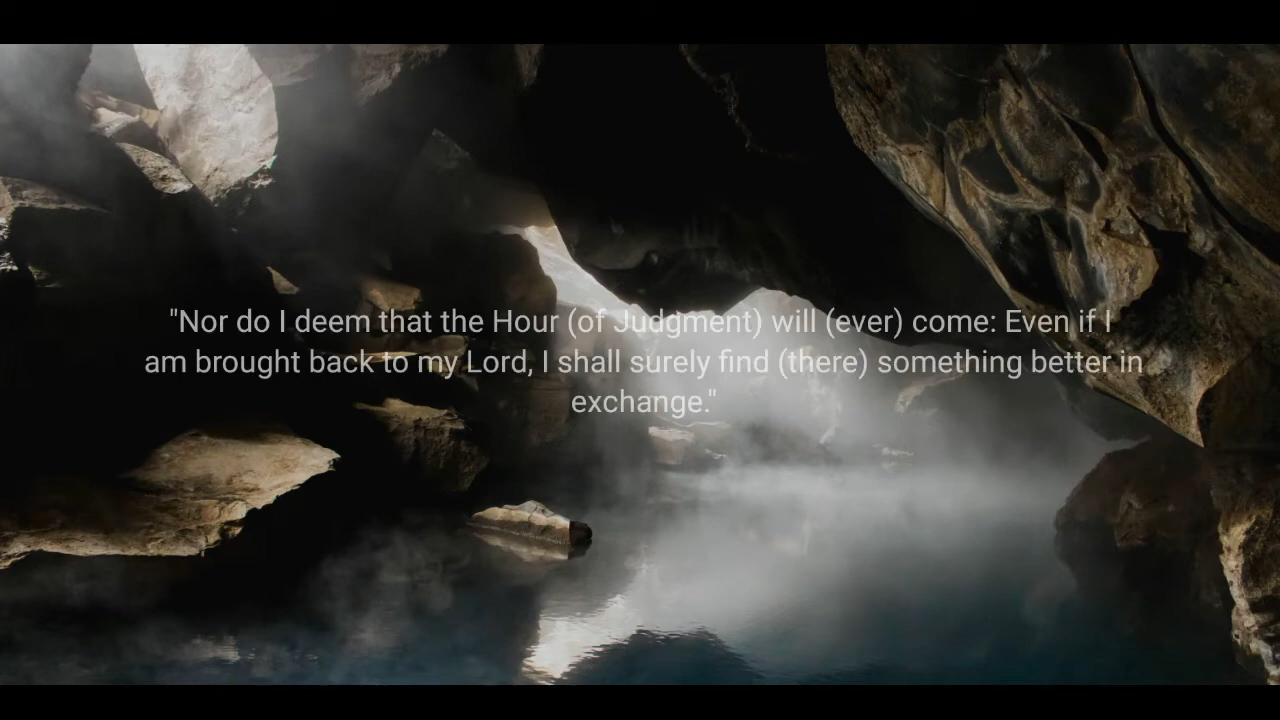 "Nor do I deem that the Hour (of Judgment) will (ever) come: Even if I
am brought back to my Lord, I shall surely find (there) something better in
exchange."